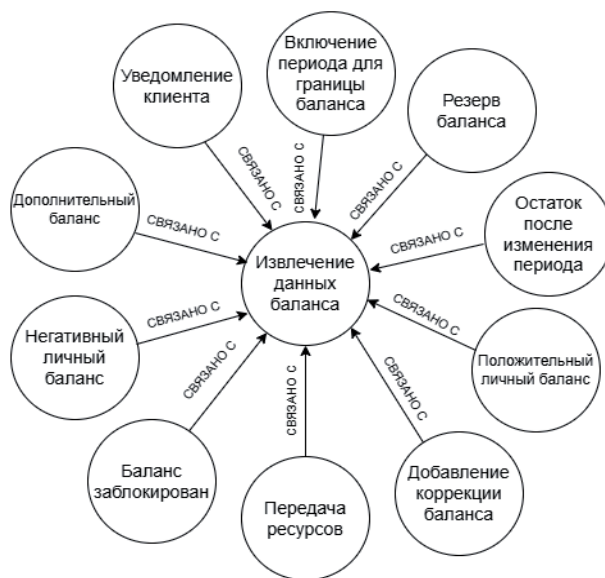 Включение
периода для
границы
баланса
Уведомление
клиента
Резерв
баланса
СВЯЗАНО С
СВЯЗАНО С
СВЯЗАНО С
Дополнительный
баланс
СВЯЗАНО С
Остаток
после
изменения
периода
СВЯЗАНО С
Извлечение
данных
баланса
Негативный
личный
баланс
СВЯЗАНО С
СВЯЗАНО С
Положительный
личный баланс
СВЯЗАНО С
СВЯЗАНО С
СВЯЗАНО С
Баланс
заблокирован
Передача
ресурсов
Добавление
коррекции
баланса